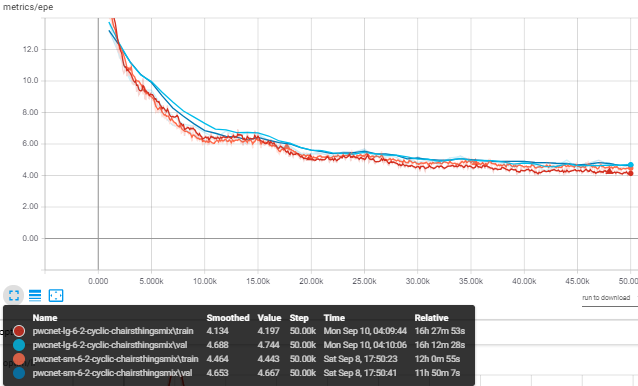 metrics/epe
12.0
10.0
8.00
6.00
4.00
2.00
0.00
0.000 5.000k 10.00k 15.00k 20.00k 25.00k 30.00k 35.00k 40.00k 45.00k 50.00k
run to download
Name Smoothed Value Step Time Relative
pwcnet-lg-6-2-cyclic-chairsthingsmix\train 4.134 4.197 50.00k Mon Sep 10, 04:09:44 16h 27m 53s
pwcnet-lg-6-2-cyclic-chairsthingsmix\val 4.688 4.744 50.00k Mon Sep 10, 04:10:06 16h 12m 28s
pwcnet-sm-6-2-cyclic-chairsthingsmix\train 4.464 4.443 50.00k Sat Sep 8, 17:50:23 12h 0m 55s
pwcnet-sm-6-2-cyclic-chairsthingsmix\val 4.653 4.667 50.00k Sat Sep 8, 17:50:41 11h 50m 7s